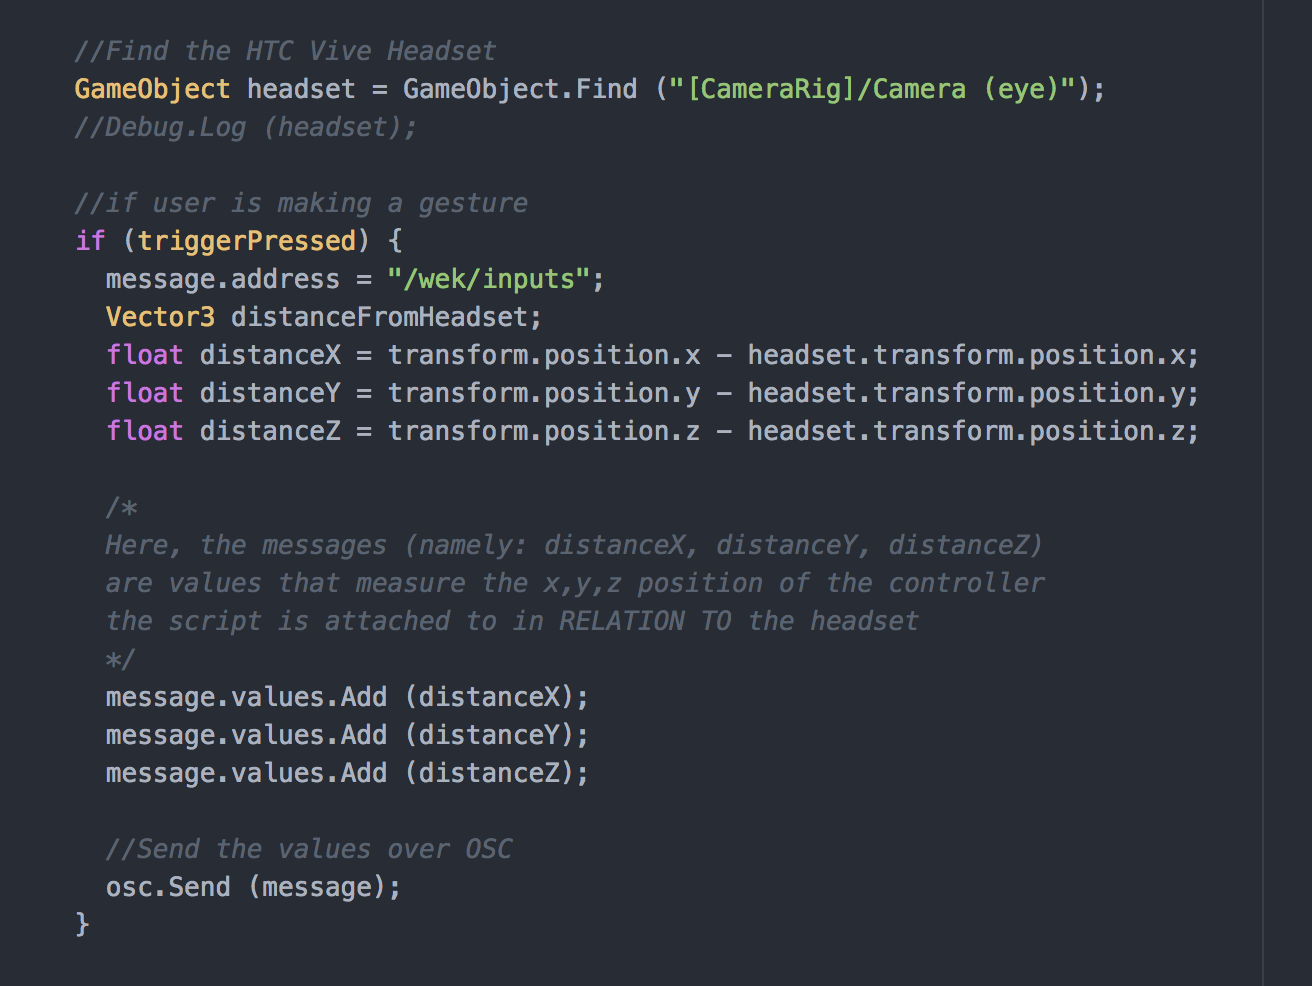 //Find the HTC Vive Headset
GameObject headset = GameObject.Find ("[CameraRig]/Camera (eye)");
//Debug.Log (headset);
//if user is making a gesture
if (triggerPressed) {
message.address = "/wek/inputs";
Vector3 distanceFromHeadset;
float distanceX = transform.position.x - headset.transform.position.x;
float distanceY = transform.position.y - headset.transform.position.y;
float distanceZ = transform.position.z - headset.transform.position.z;
/*
Here, the messages (namely: distanceX, distanceY, distanceZ)
are values that measure the x,y,z position of the controller
the script is attached to in RELATION TO the headset
*/
message.values.Add (distanceX);
message.values.Add (distanceY);
message.values.Add (distanceZ);
//Send the values over OSC
osc.Send (message);
}